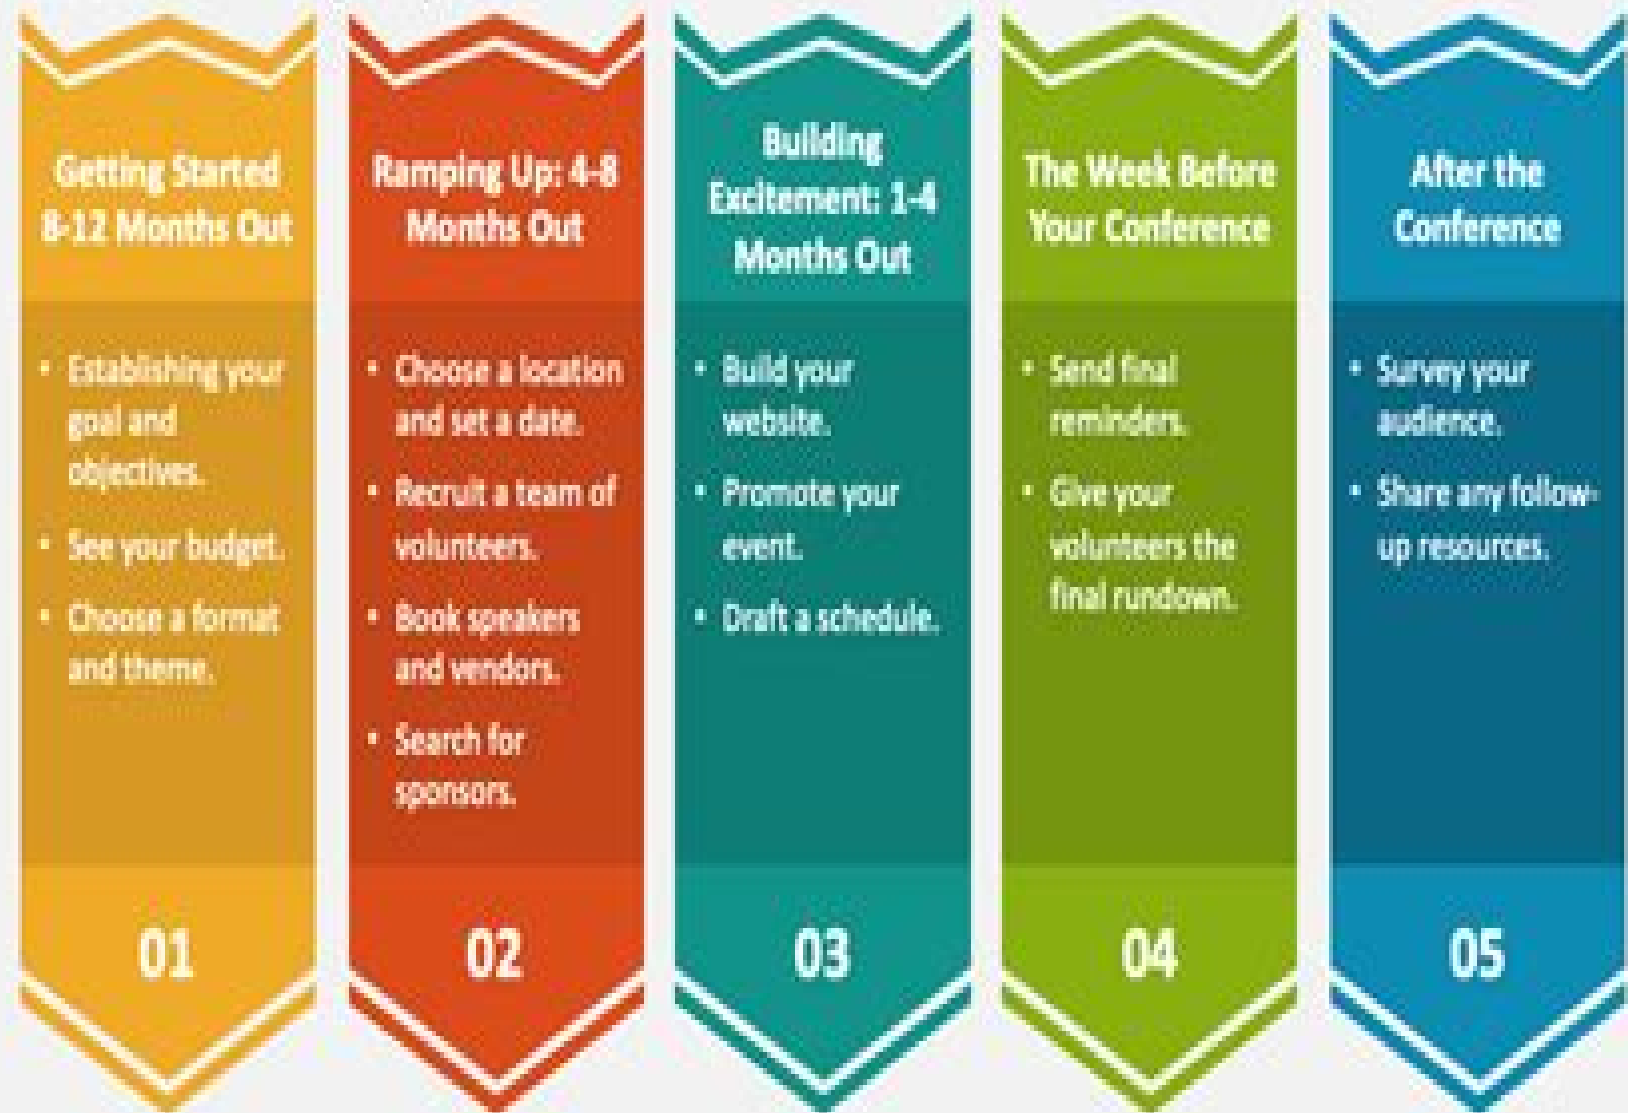 Getting Started
8-12 Months Out
• Establishing your
goal and
objectives.
• See your budget.
• Choose a format
and theme.
01
Ramping Up: 4-8
Months Out
• Choose a location
and set a date.
• Recruit a team of
volunteers.
• Book speakers
and vendors.
• Search for
sponsors.
02
Building
Excitement: 1-4
Months Out
• Build your
website.
• Promote your
event.
• Draft a schedule.
03
The Week Before
Your Conference
• Send final
reminders.
• Give your
volunteers the
final rundown.
04
After the
Conference
• Survey your
audience.
• Share any follow-
up resources.
05